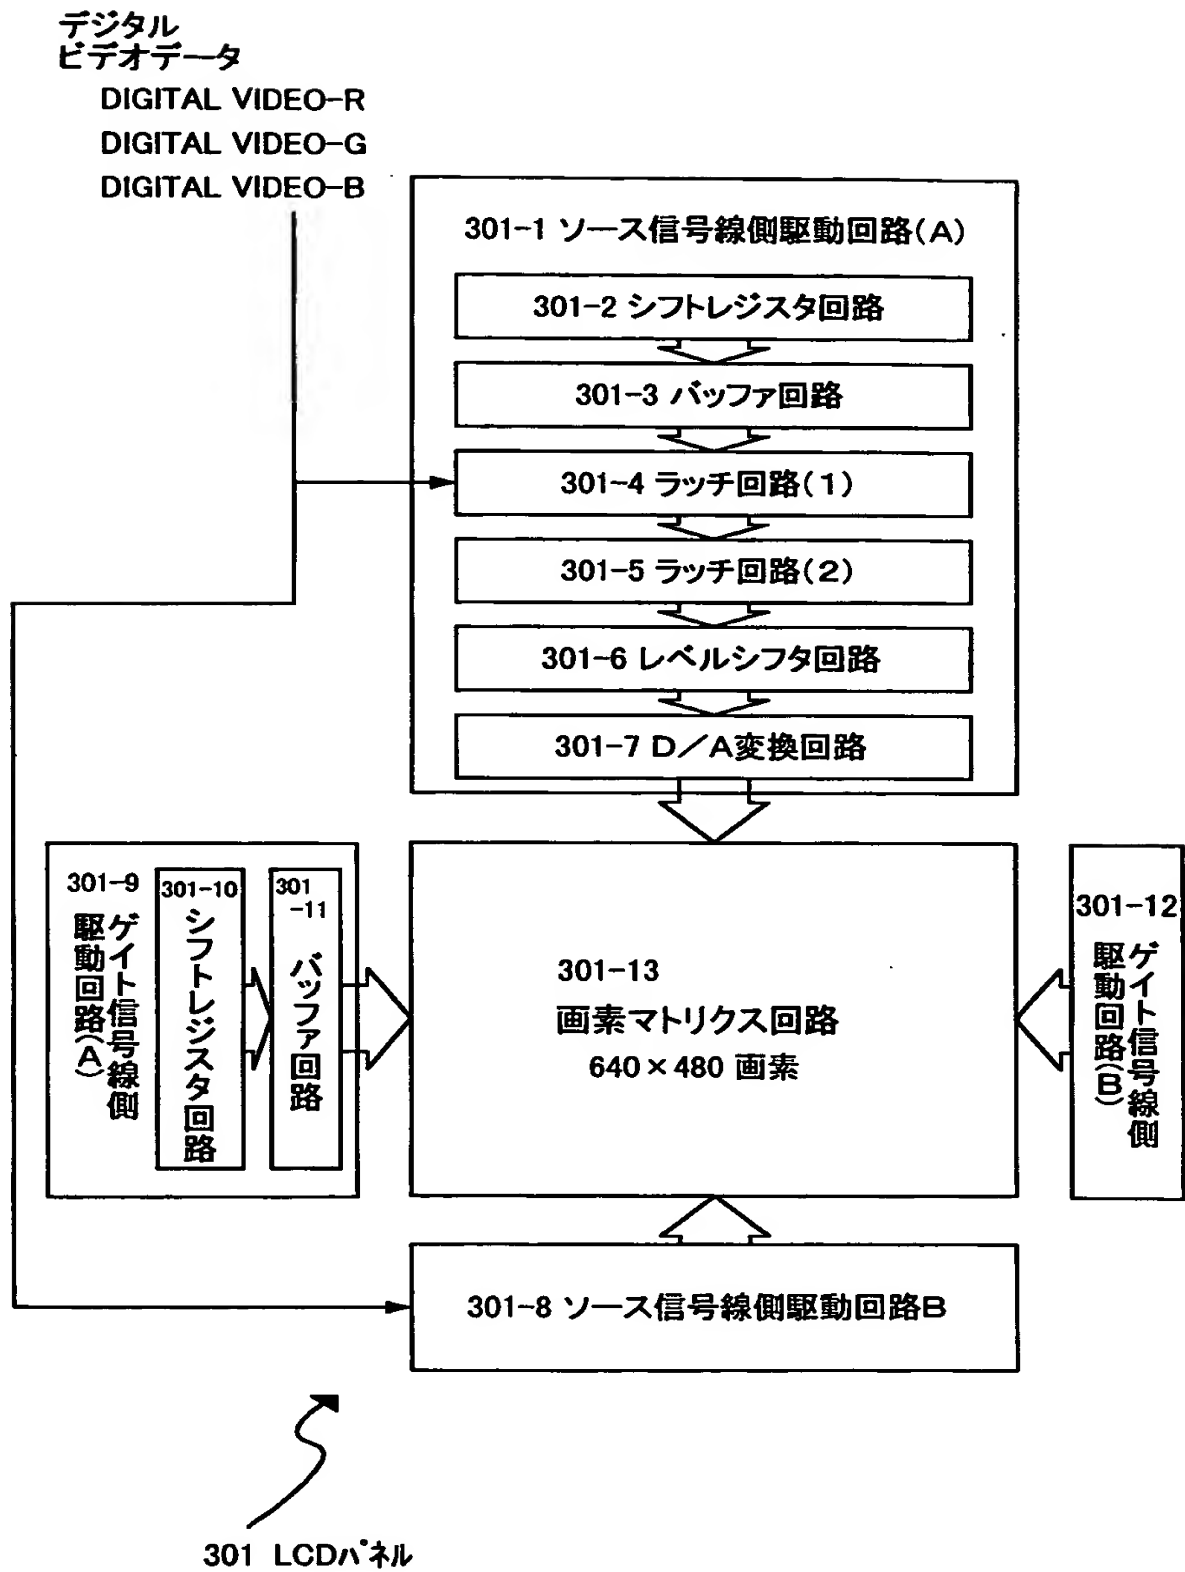 デジタル
ビデオデータ
DIGITAL VIDEO-R
DIGITAL VIDEO-G
DIGITAL VIDEO-B
301-1 ソース信号線側駆動回路(A)
301-2 シフトレジスタ回路
301-3 バッファ回路
301-4 ラッチ回路(1)
301-5 ラッチ回路(2)
301-6 レベルシフタ回路
301-7 D／A変換回路
301-9
ゲイト信号線側
駆動回路(A)
301-10
シフトレジスタ回路
301
-11
バッファ回路
301-13
画素マトリクス回路
640×480 画素
301-12
ゲイト信号線側
駆動回路(B)
301-8 ソース信号線側駆動回路B
301 LCDパネル